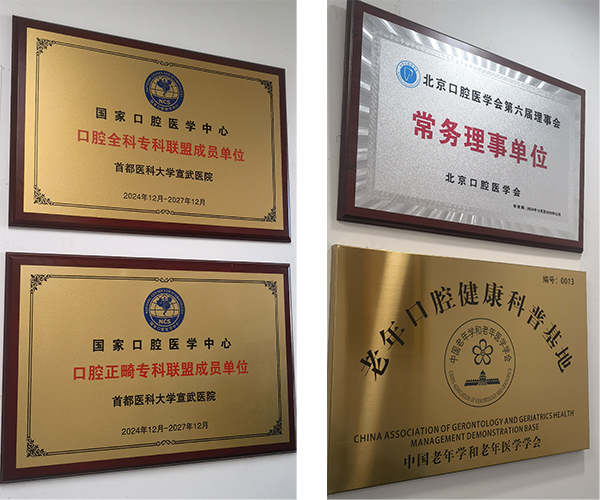 NCS
国家口腔医学中心
口腔全科专科联盟成员单位
首都医科大学宣武医院
2024年12月-2027年12月
NCS
国家口腔医学中心
口腔正畸专科联盟成员单位
首都医科大学宣武医院
2024年12月-2027年12月
北京口腔医学会第六届理事会
常务理事单位
北京口腔医学会
编号：0013
老年口腔健康科普基地
中国老年学和老年医学学会
CHINA ASSOCIATION OF GERONTOLOGY AND GERIATRICS HEALTH
MANAGEMENT DEMONSTRATION BASE
中国老年学和老年医学学会